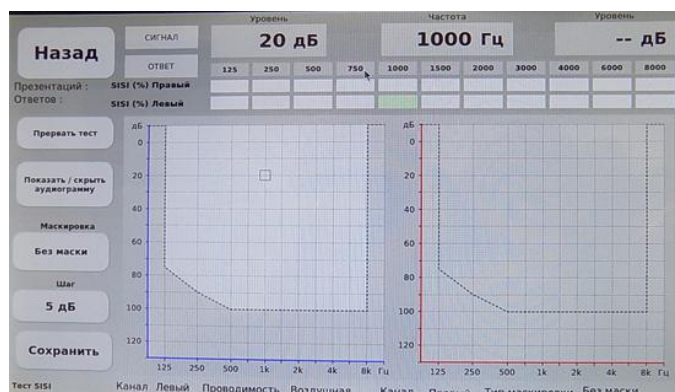 Уровень Частота Уровень
Назад СИГНАЛ 20 дБ 1000 Гц -- дБ
ОТВЕТ 125 250 500 750 1000 1500 2000 3000 4000 6000 8000
Презентаций : SISI (%) Правый
Ответов : SISI (%) Левый
Прервать тест
Показать / скрыть
аудиограмму
Маскировка
Без маски
Шаг
5 дБ
Сохранить
дБ
0
20
40
60
80
100
120
125 250 500 1k 2k 4k 8k Гц
дБ
0
20
40
60
80
100
120
125 250 500 1k 2k 4k 8k Гц
Тест SISI Канал Левый Проводимость Воздушная Канал Правый Тип маскировки Без маски